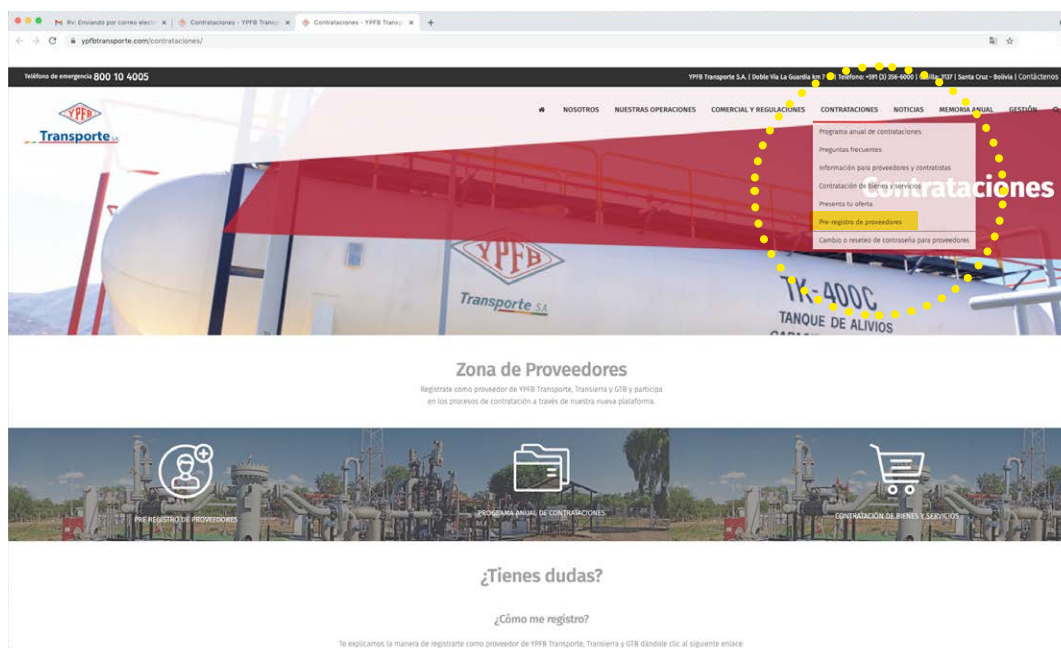 Rv: Enviando por correo electr
Contrataciones - YPFB Transp
Contrataciones - YPFB Transp
ypfbtransporte.com/contrataciones/
Teléfono de emergencia 800 10 4005
YPFB Transporte S.A. | Doble Vía La Guardia km 7 | Teléfono: +591 (3) 356-6000 | 3137 | Santa Cruz - Bolivia | Contáctenos
YPFB
Transporte S.A.
NOSOTROS NUESTRAS OPERACIONES COMERCIAL Y REGULACIONES CONTRATACIONES NOTICIAS MEMORIA ANUAL GESTIÓN
Programa anual de contrataciones
Preguntas frecuentes
Información para proveedores y contratistas
Contratación de bienes y servicios
Presenta tu oferta
Pre-registro de proveedores
Cambio o reseteo de contraseña para proveedores
Contrataciones
YPFB
Transporte S.A.
TK-400C
TANQUE DE ALIVIOS
Zona de Proveedores
Regístrate como proveedor de YPFB Transporte, Transierra y GTB y participa
en los procesos de contratación a través de nuestra nueva plataforma.
PRE REGISTRO DE PROVEEDORES
PROGRAMA ANUAL DE CONTRATACIONES
CONTRATACIÓN DE BIENES Y SERVICIOS
¿Tienes dudas?
¿Cómo me registro?
Te explicamos la manera de registrarte como proveedor de YPFB Transporte, Transierra y GTB dándole clic al siguiente enlace